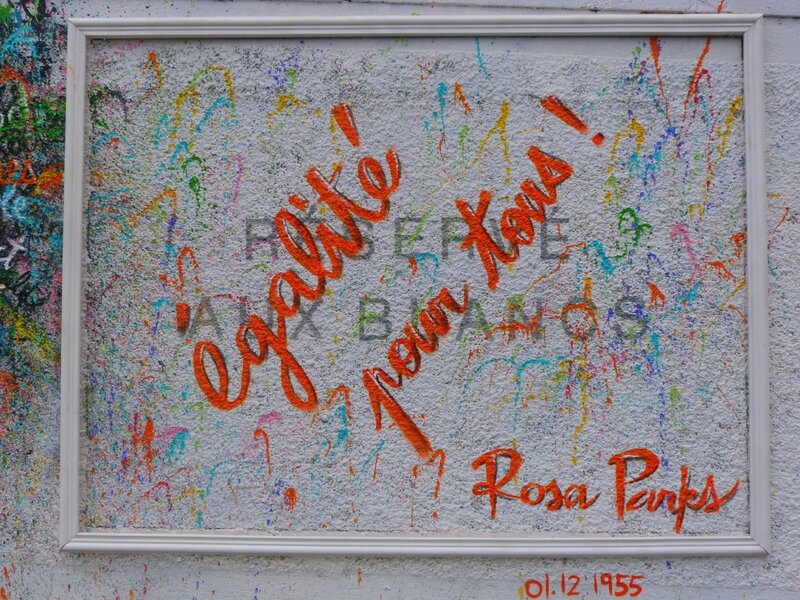 égalité
pour tous !
RÉSERVÉ
AUX BLANCS
Rosa Parks
01.12.1955